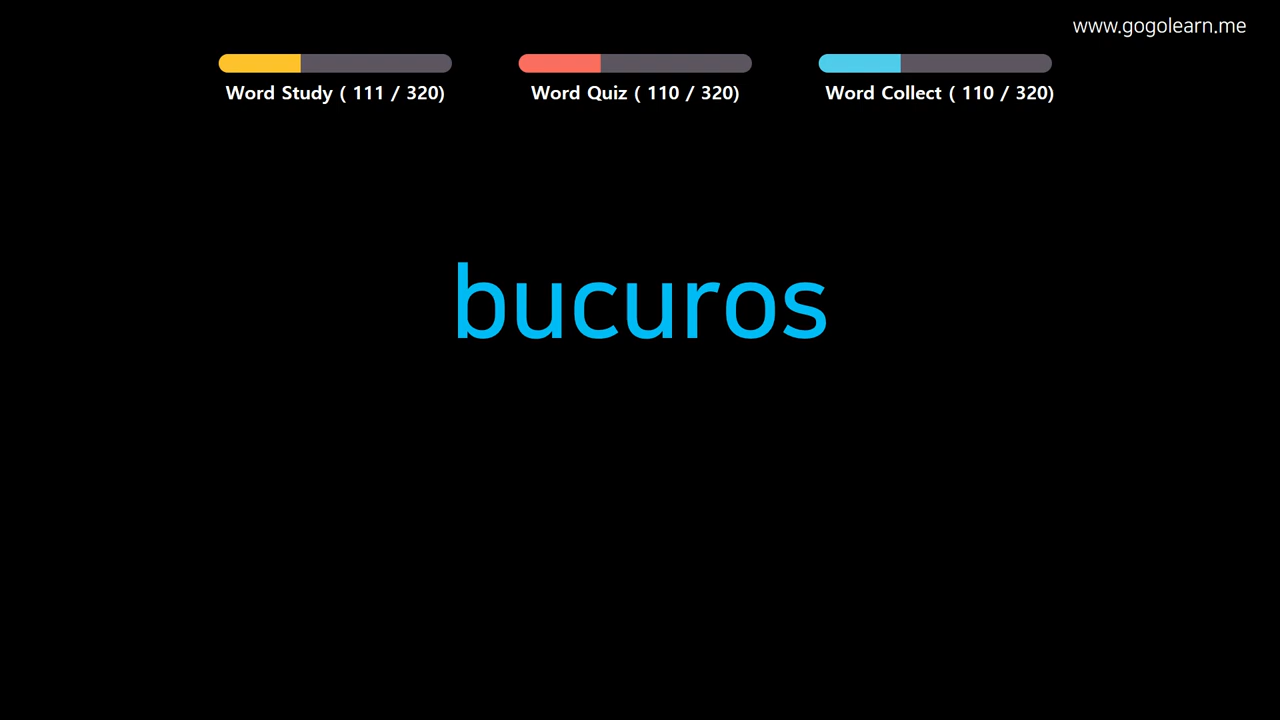 www.gogolearn.me
Word Study ( 111 / 320)
Word Quiz ( 110 / 320)
Word Collect ( 110 / 320)
bucuros